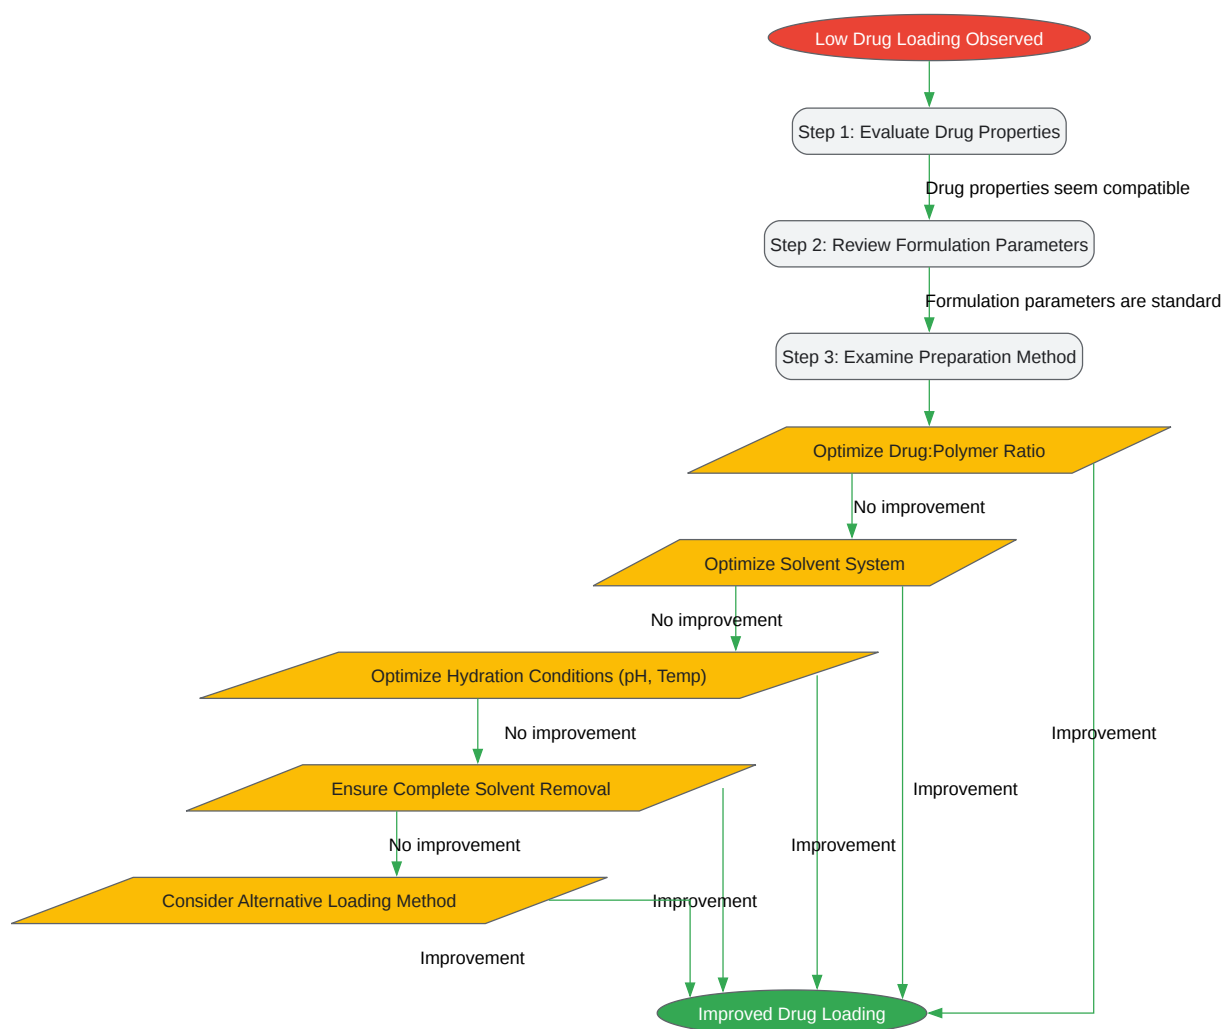 Low Drug Loading Observed
Step 1: Evaluate Drug Properties
Drug properties seem compatible
Step 2: Review Formulation Parameters
Formulation parameters are standard
Step 3: Examine Preparation Method
Optimize Drug:Polymer Ratio
No improvement
Optimize Solvent System
No improvement
Optimize Hydration Conditions (pH, Temp)
No improvement
Improvement
Ensure Complete Solvent Removal
Improvement
No improvement
Improvement
Consider Alternative Loading Method
Improvement
Improvement
Improved Drug Loading